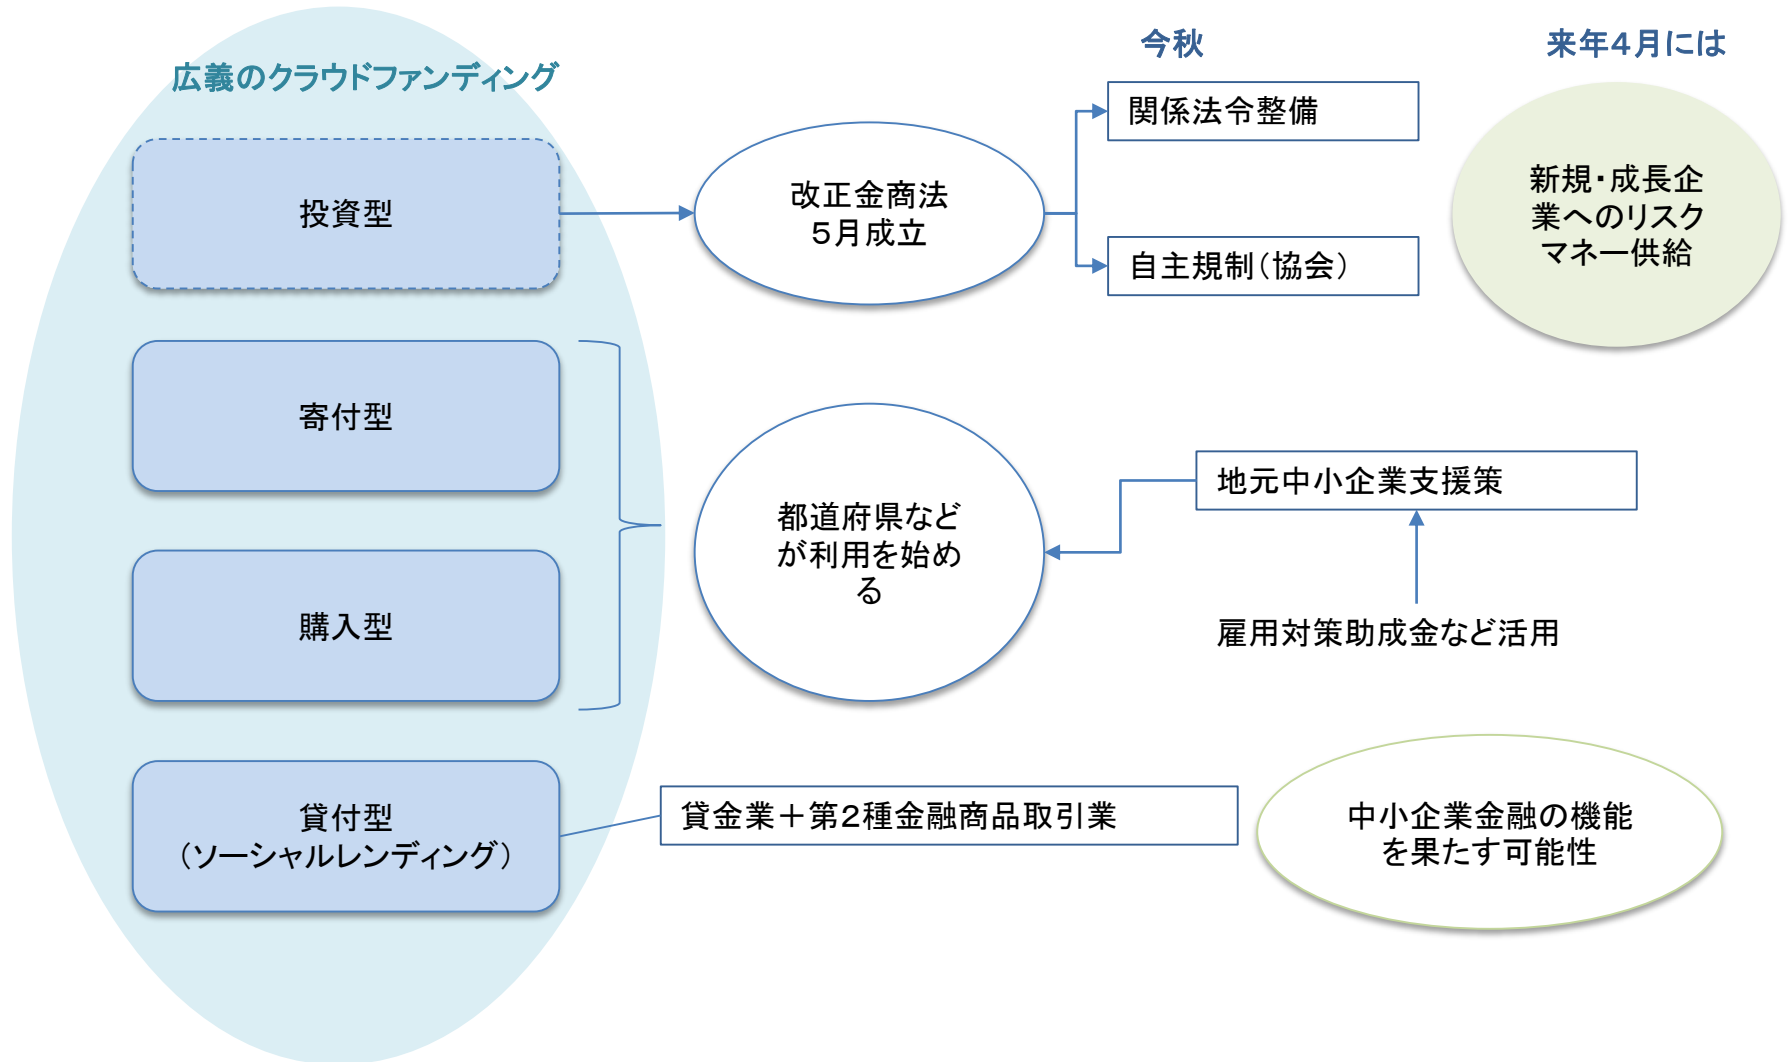 今秋
来年4月には
広義のクラウドファンディング
関係法令整備
投資型
改正金商法
5月成立
新規・成長企
業へのリスク
マネー供給
自主規制(協会)
寄付型
地元中小企業支援策
都道府県など
が利用を始め
る
購入型
雇用対策助成金など活用
貸付型
(ソーシャルレンディング)
貸金業+第2種金融商品取引業
中小企業金融の機能
を果たす可能性